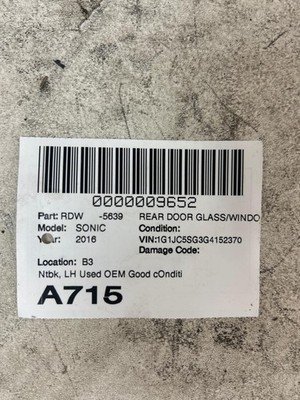 0000009652
Part: RDW -5639 REAR DOOR GLASS/WINDO
Model: SONIC Condition:
Year: 2016 VIN:1G1JC5SG3G4152370
Damage Code:
Location: B3
Ntbk, LH Used OEM Good cOnditi
A715